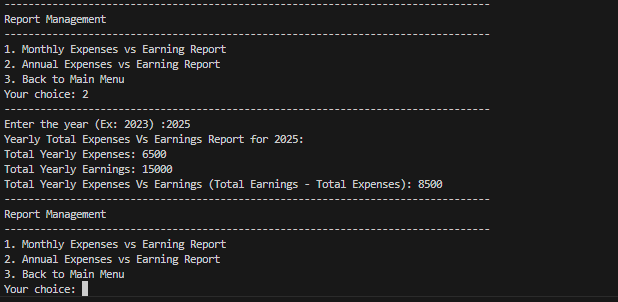 --------------------------------------------------------------------------------
Report Management
--------------------------------------------------------------------------------
1. Monthly Expenses vs Earning Report
2. Annual Expenses vs Earning Report
3. Back to Main Menu
Your choice: 2
--------------------------------------------------------------------------------
Enter the year (Ex: 2023) :2025
Yearly Total Expenses Vs Earnings Report for 2025:
Total Yearly Expenses: 6500
Total Yearly Earnings: 15000
Total Yearly Expenses Vs Earnings (Total Earnings - Total Expenses): 8500
--------------------------------------------------------------------------------
Report Management
--------------------------------------------------------------------------------
1. Monthly Expenses vs Earning Report
2. Annual Expenses vs Earning Report
3. Back to Main Menu
Your choice: